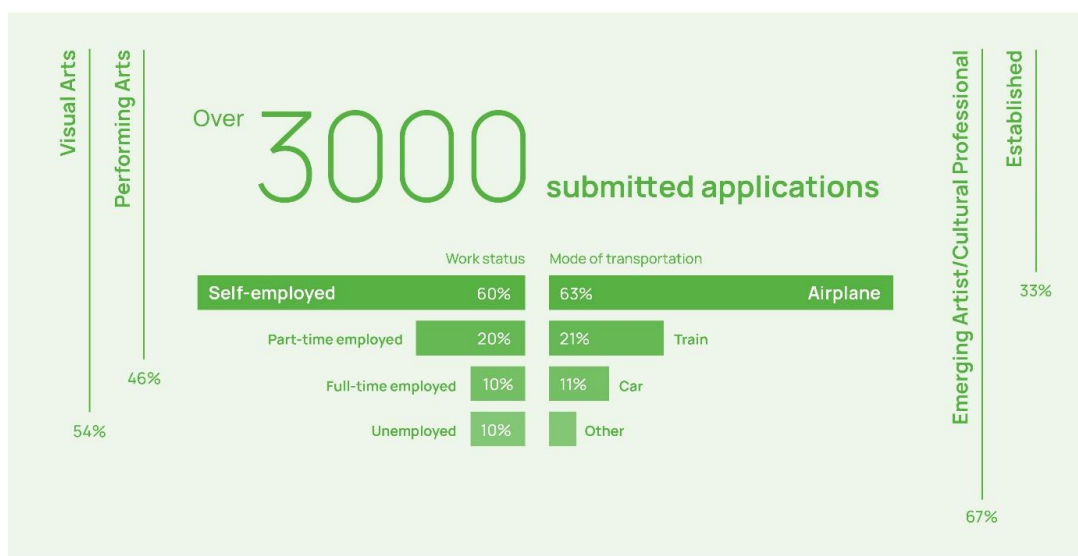 Visual Arts
54%
Performing Arts
46%
Over 3000 submitted applications
Work status
Self-employed 60%
Part-time employed 20%
Full-time employed 10%
Unemployed 10%
Mode of transportation
63% Airplane
21% Train
11% Car
Other
Emerging Artist/Cultural Professional
67%
Established
33%